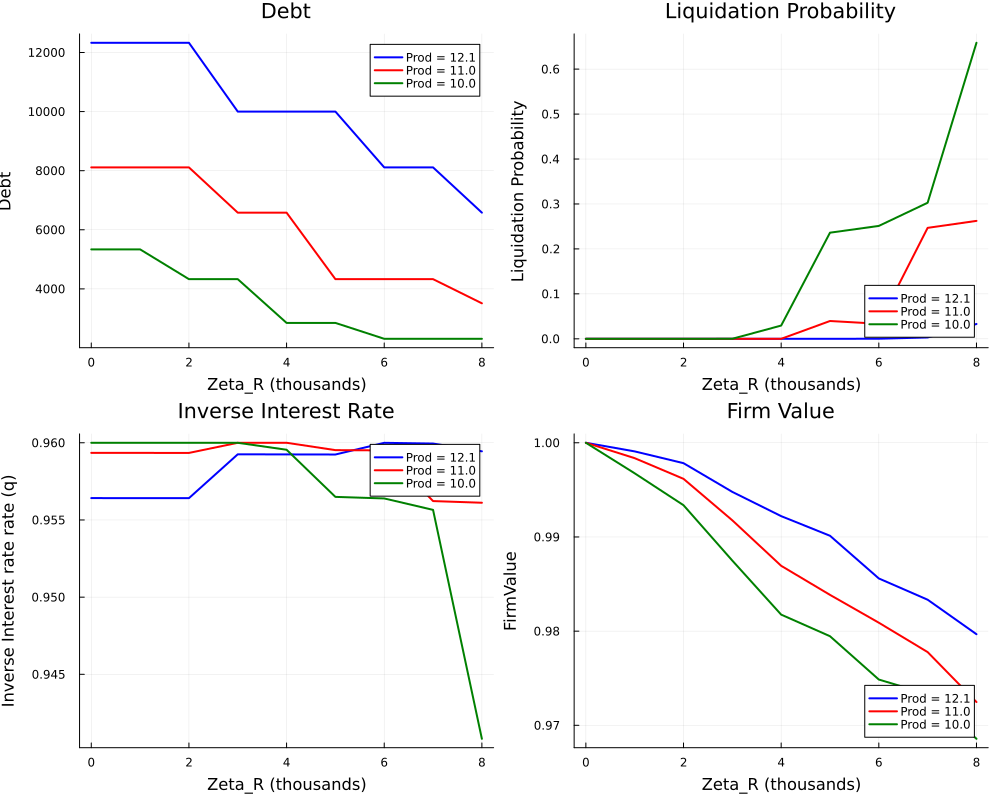 Debt
12000
10000
8000
6000
4000
Debt
0 2 4 6 8
Zeta_R (thousands)
Prod = 12.1
Prod = 11.0
Prod = 10.0
Liquidation Probability
0.6
0.5
0.4
0.3
0.2
0.1
0.0
Liquidation Probability
0 2 4 6 8
Zeta_R (thousands)
Prod = 12.1
Prod = 11.0
Prod = 10.0
Inverse Interest Rate
0.960
0.955
0.950
0.945
Inverse Interest rate rate (q)
0 2 4 6 8
Zeta_R (thousands)
Prod = 12.1
Prod = 11.0
Prod = 10.0
Firm Value
1.00
0.99
0.98
0.97
FirmValue
0 2 4 6 8
Zeta_R (thousands)
Prod = 12.1
Prod = 11.0
Prod = 10.0